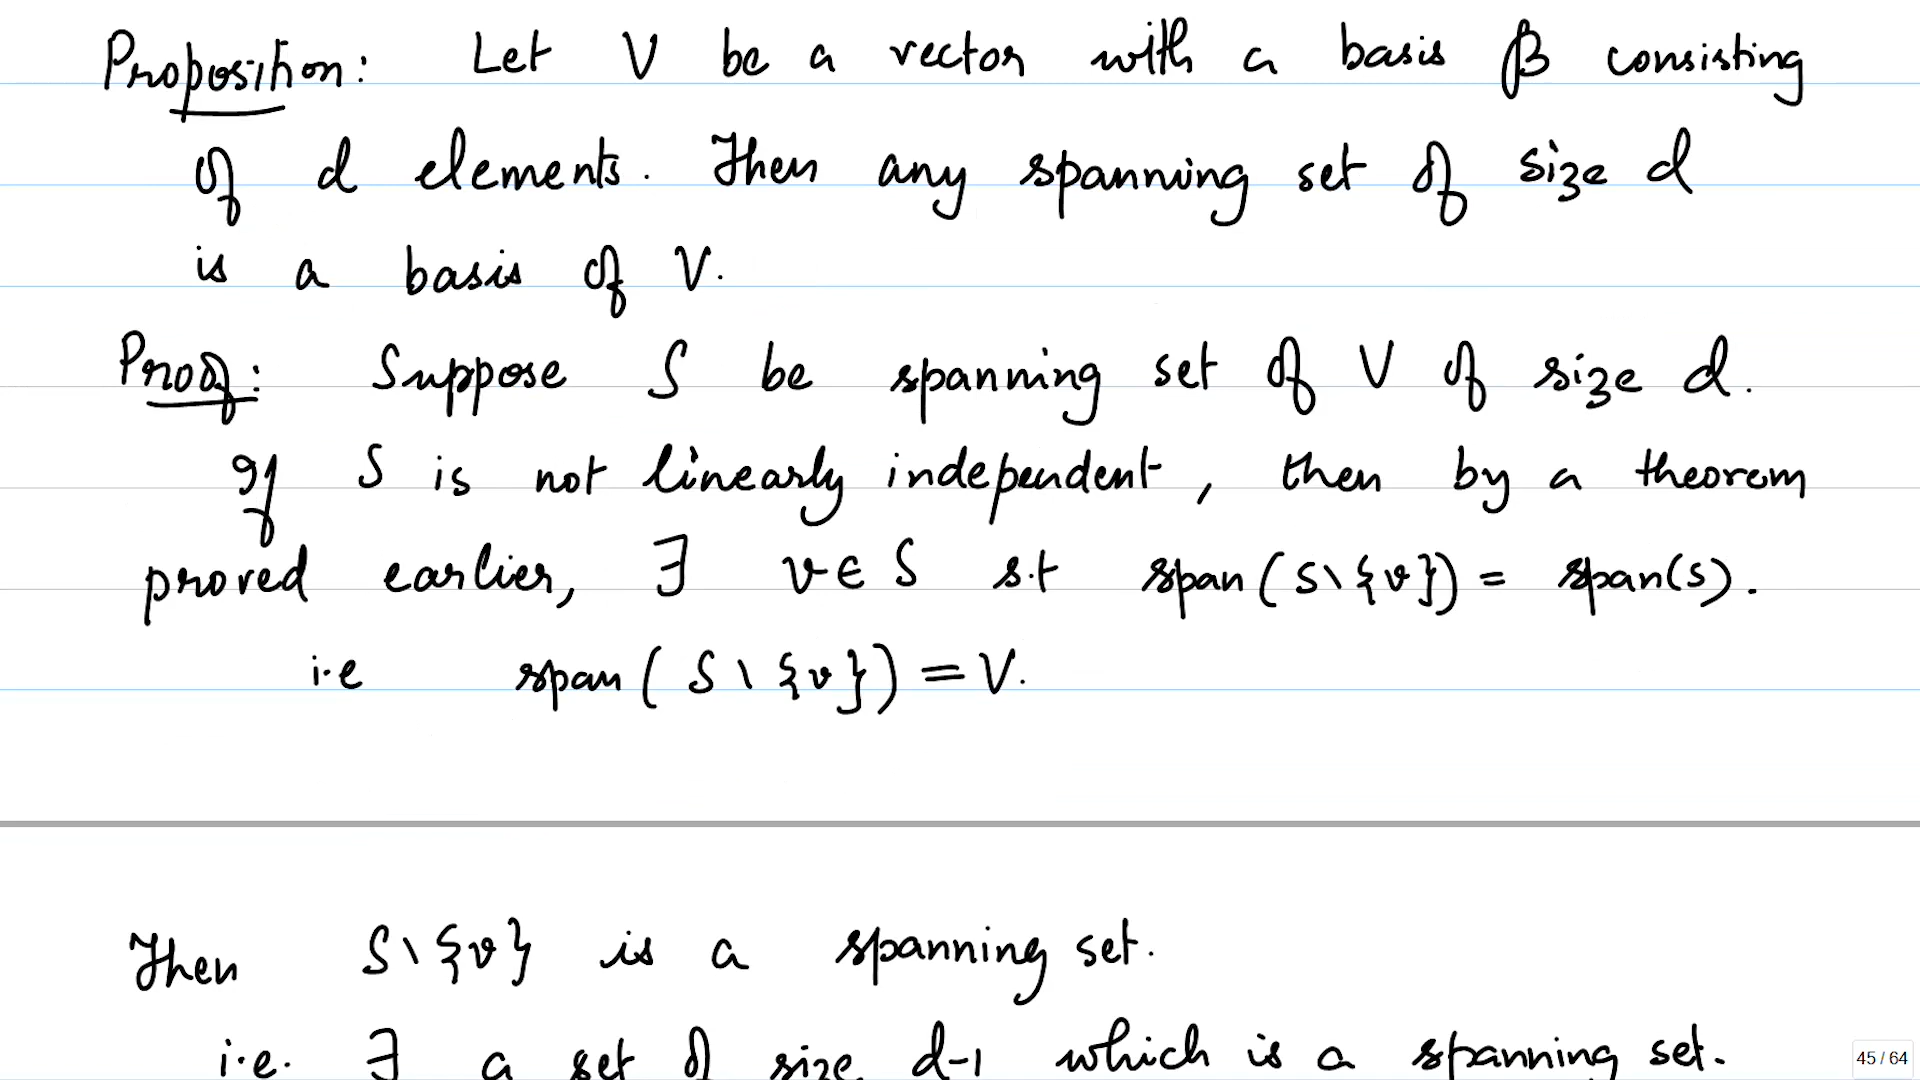 Proposition: Let V be a vector with a basis β consisting
of d elements. Then any spanning set of size d
is a basis of V.
Proof: Suppose S be spanning set of V of size d.
If S is not linearly independent, then by a theorem
proved earlier, ∃ v∈S s.t span(S\{v}) = span(S).
i.e span(S\{v}) = V.
Then S\{v} is a spanning set.
i.e. ∃ a set of size d-1 which is a spanning set.
45 / 64